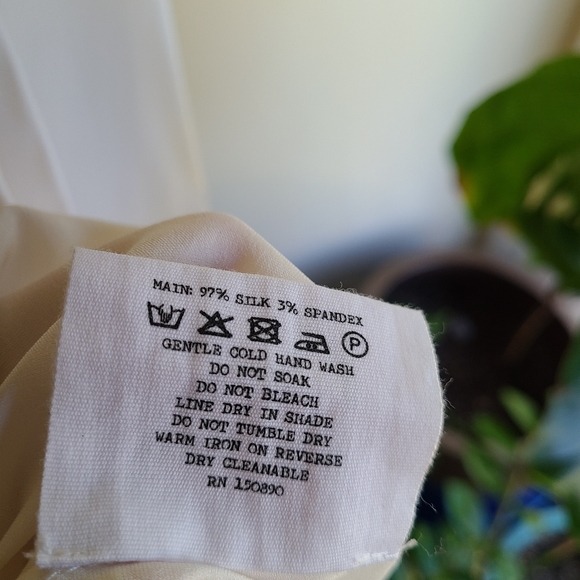 MAIN: 97% SILK 3% SPANDEX
P
GENTLE COLD HAND WASH
DO NOT SOAK
DO NOT BLEACH
LINE DRY IN SHADE
DO NOT TUMBLE DRY
WARM IRON ON REVERSE
DRY CLEANABLE
RN 150890